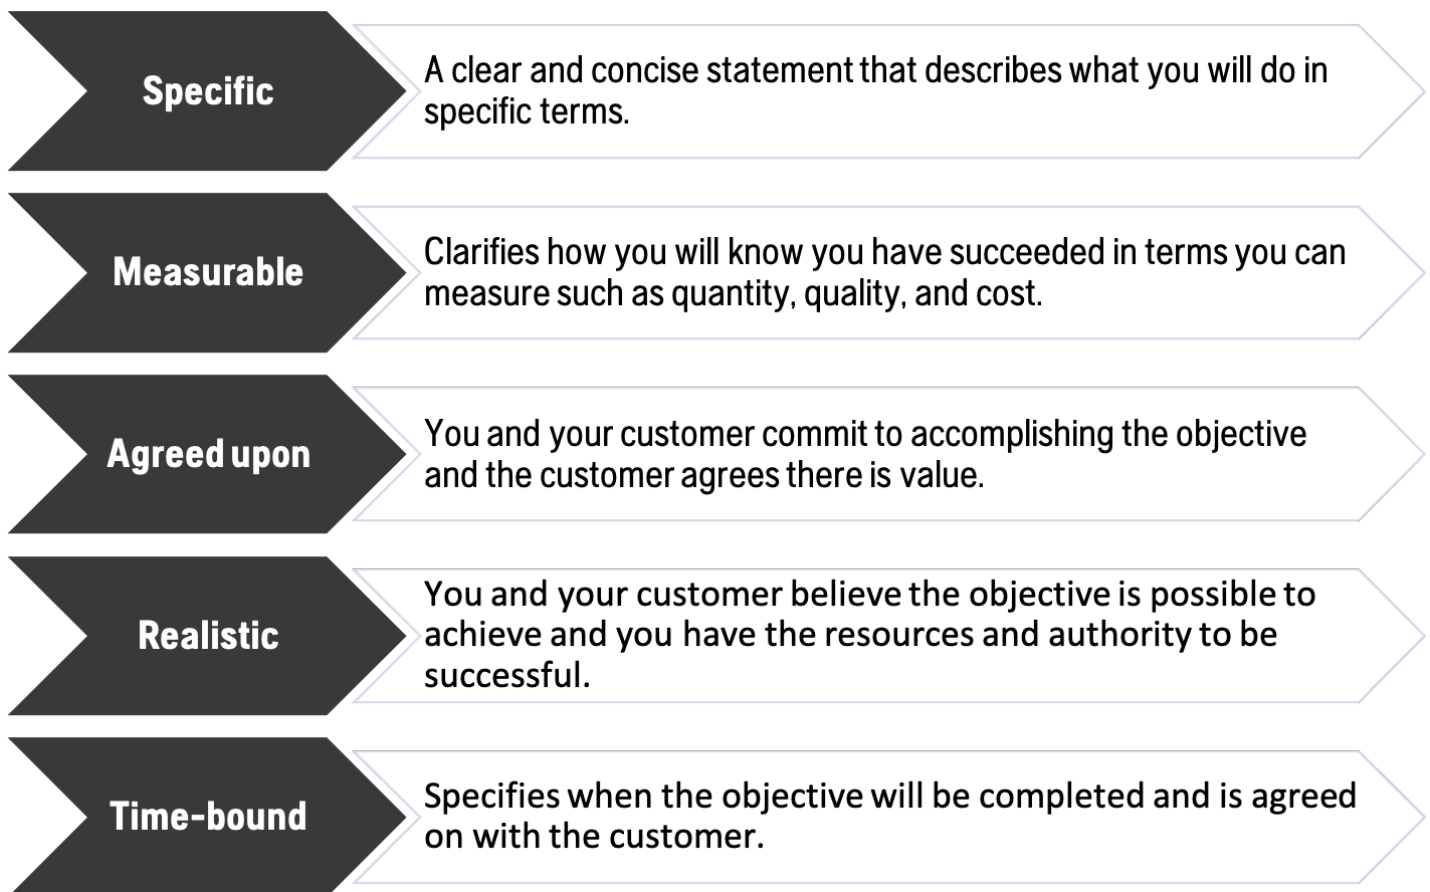 Specific
A clear and concise statement that describes what you will do in
specific terms.
Measurable
Clarifies how you will know you have succeeded in terms you can
measure such as quantity, quality, and cost.
Agreed upon
You and your customer commit to accomplishing the objective
and the customer agrees there is value.
Realistic
You and your customer believe the objective is possible to
achieve and you have the resources and authority to be
successful.
Time-bound
Specifies when the objective will be completed and is agreed
on with the customer.